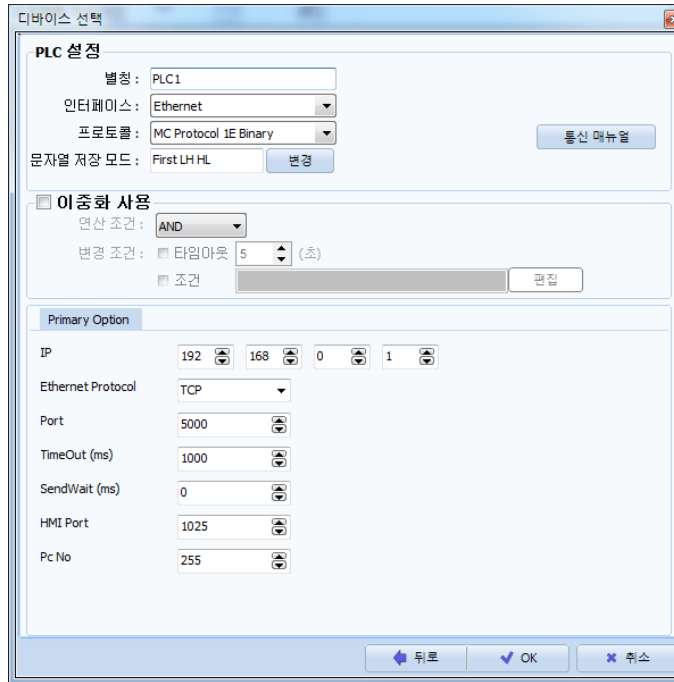 디바이스 선택
PLC 설정
별칭 : PLC1
인터페이스 : Ethernet
프로토콜 : MC Protocol 1E Binary 통신 매뉴얼
문자열 저장 모드 : First LH HL 변경
이중화 사용
연산 조건 : AND
변경 조건 : 타임아웃 5 (초)
조건 편집
Primary Option
IP 192 168 0 1
Ethernet Protocol TCP
Port 5000
TimeOut (ms) 1000
SendWait (ms) 0
HMI Port 1025
Pc No 255
뒤로 OK 취소